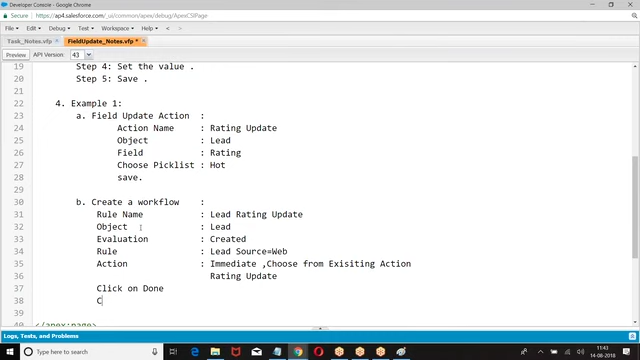 Developer Console - Google Chrome
Secure | https://ap4.salesforce.com/_ui/common/apex/debug/ApexCSIPage
File Edit Debug Test Workspace Help < >
Task_Notes.vfp FieldUpdate_Notes.vfp *
Preview API Version: 43
19 Step 4: Set the value .
20 Step 5: Save .
21
22 4. Example 1:
23 a. Field Update Action :
24 Action Name : Rating Update
25 Object : Lead
26 Field : Rating
27 Choose Picklist : Hot
28 save.
29
30 b. Create a workflow :
31 Rule Name : Lead Rating Update
32 Object : Lead
33 Evaluation : Created
34 Rule : Lead Source=Web
35 Action : Immediate ,Choose from Exisiting Action
36 Rating Update
37 Click on Done
38 C
39
40 </apex:page>
Logs, Tests, and Problems
Type here to search
11:43
14-08-2018